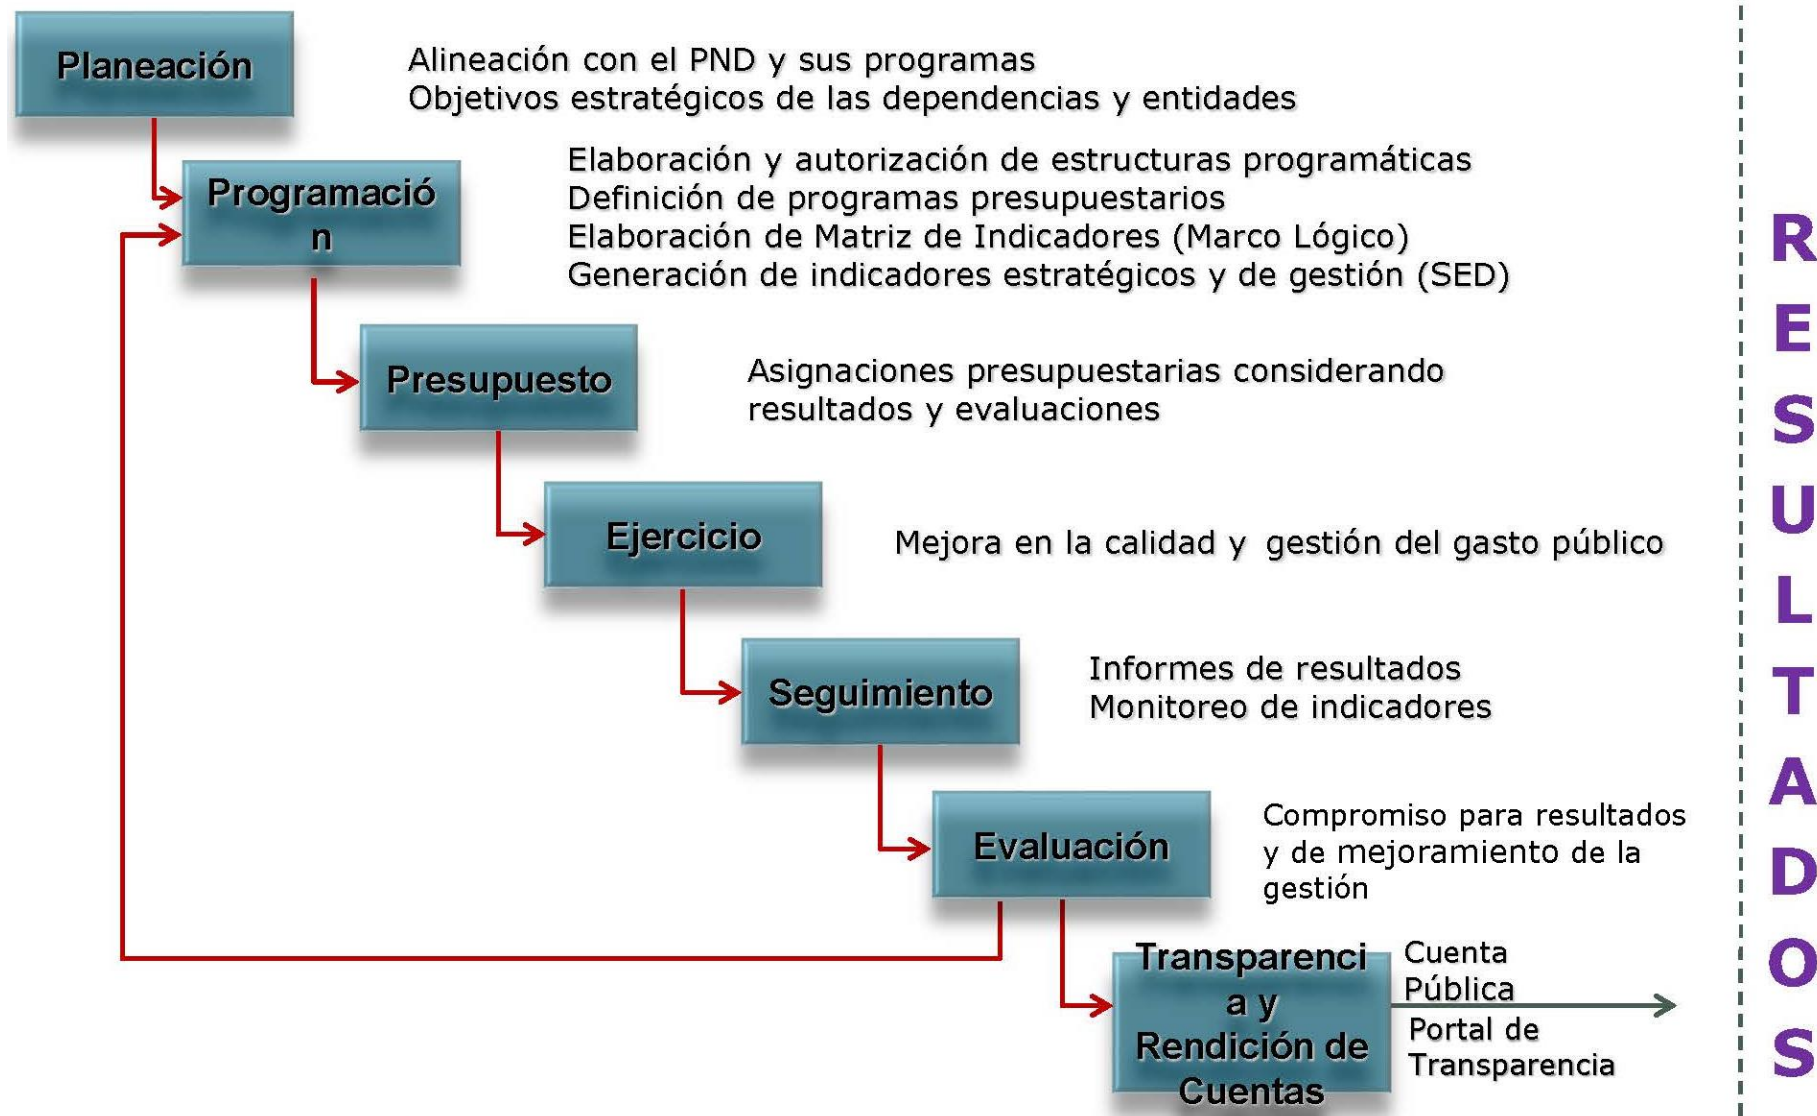 Planeación
Alineación con el PND y sus programas
Objetivos estratégicos de las dependencias y entidades
Programació
n
Elaboración y autorización de estructuras programáticas
Definición de programas presupuestarios
Elaboración de Matriz de Indicadores (Marco Lógico)
Generación de indicadores estratégicos y de gestión (SED)
Presupuesto
Asignaciones presupuestarias considerando
resultados y evaluaciones
Ejercicio
Mejora en la calidad y gestión del gasto público
Seguimiento
Informes de resultados
Monitoreo de indicadores
Evaluación
Compromiso para resultados
y de mejoramiento de la
gestión
Transparenci
a y
Rendición de
Cuentas
Cuenta
Pública
Portal de
Transparencia
R
E
S
U
L
T
A
D
O
S